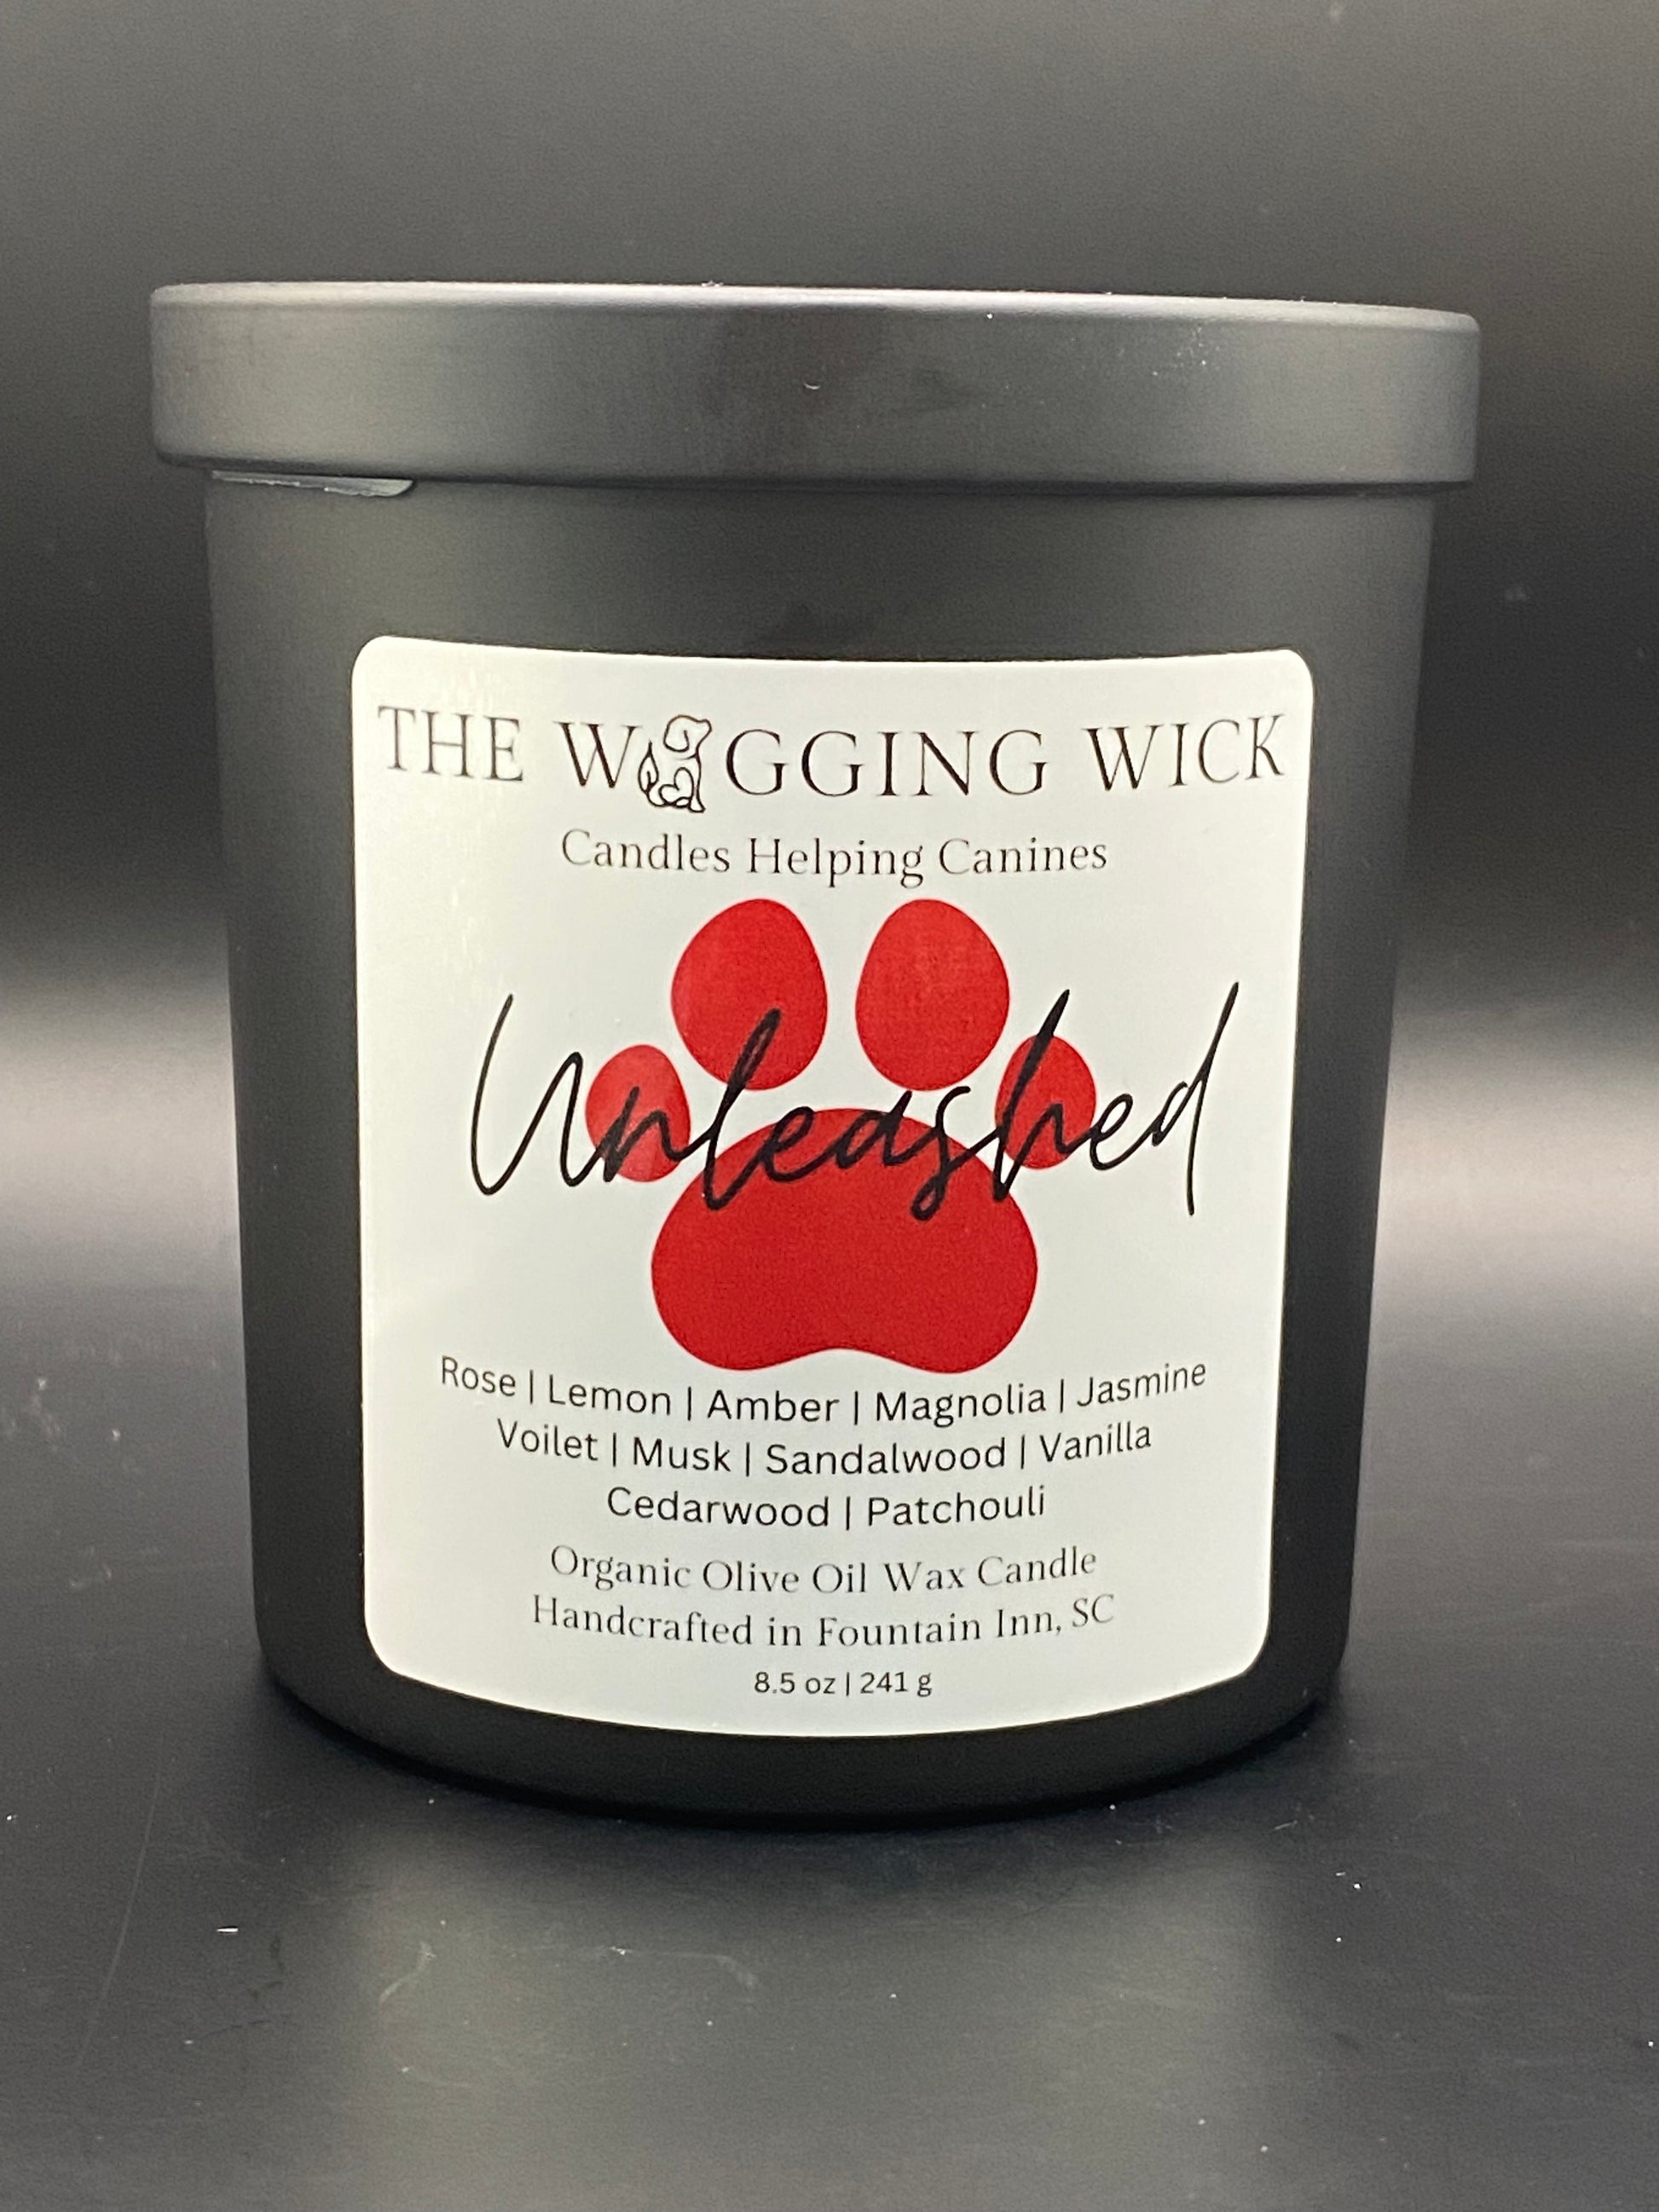 THE WAGGING WICK
Candles Helping Canines
Unleashed
Rose | Lemon | Amber | Magnolia | Jasmine
Voilet | Musk | Sandalwood | Vanilla
Cedarwood | Patchouli
Organic Olive Oil Wax Candle
Handcrafted in Fountain Inn, SC
8.5 oz | 241 g